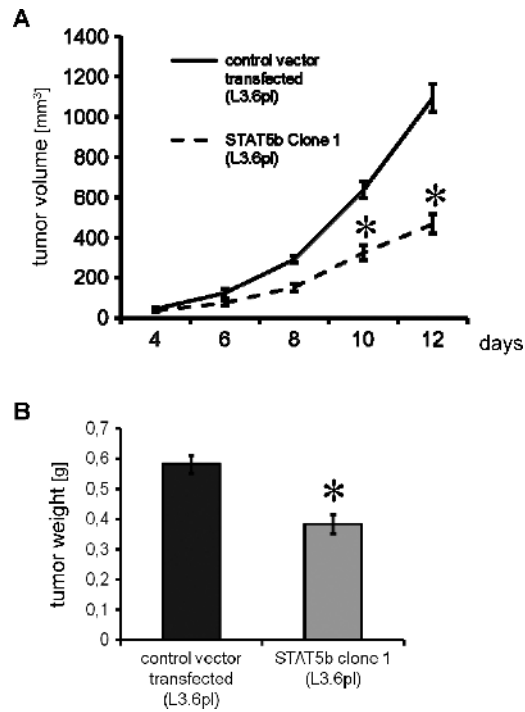 A
tumor volume [mm³]
1400
1200
1000
800
600
400
200
0
control vector
transfected
(L3.6pl)
STAT5b Clone 1
(L3.6pl)
*
*
4 6 8 10 12 days
B
tumor weight [g]
0,7
0,6
0,5
0,4
0,3
0,2
0,1
0
*
control vector
transfected
(L3.6pl)
STAT5b clone 1
(L3.6pl)